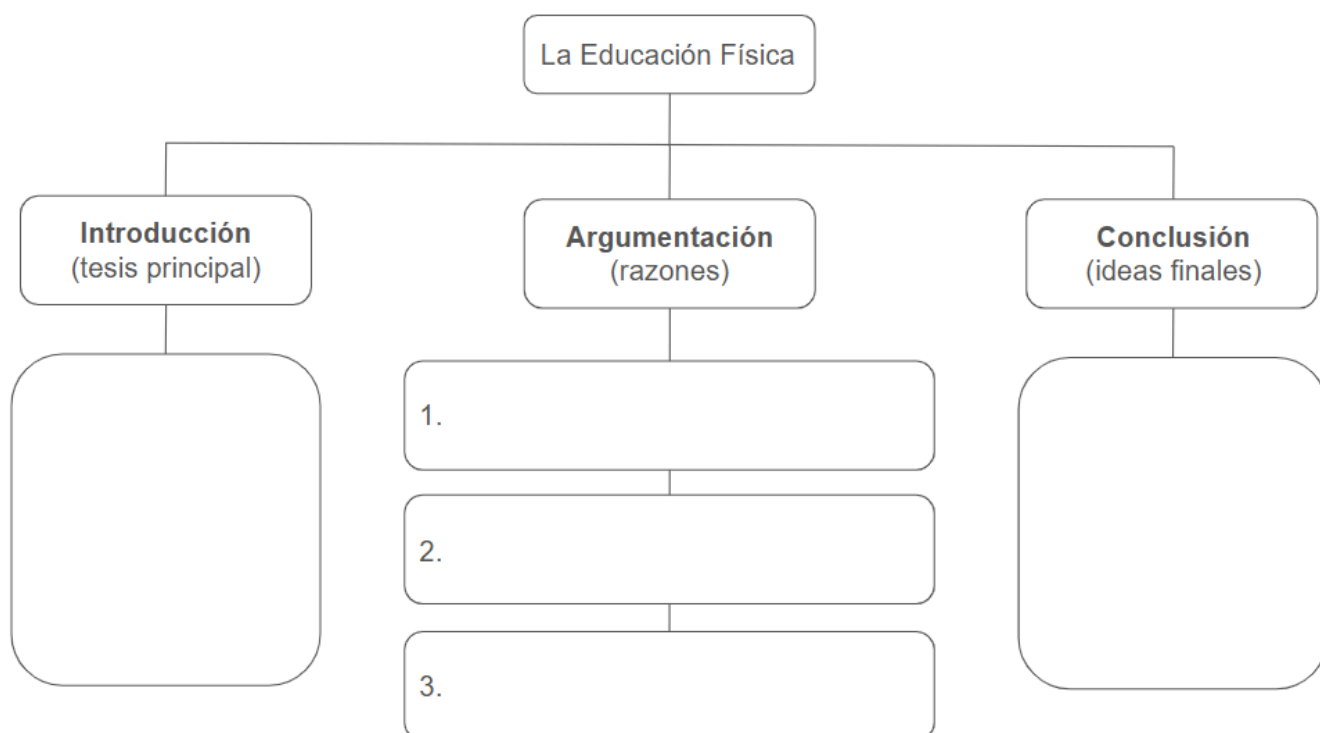 La Educación Física
Introducción
(tesis principal)
Argumentación
(razones)
1.
2.
3.
Conclusión
(ideas finales)